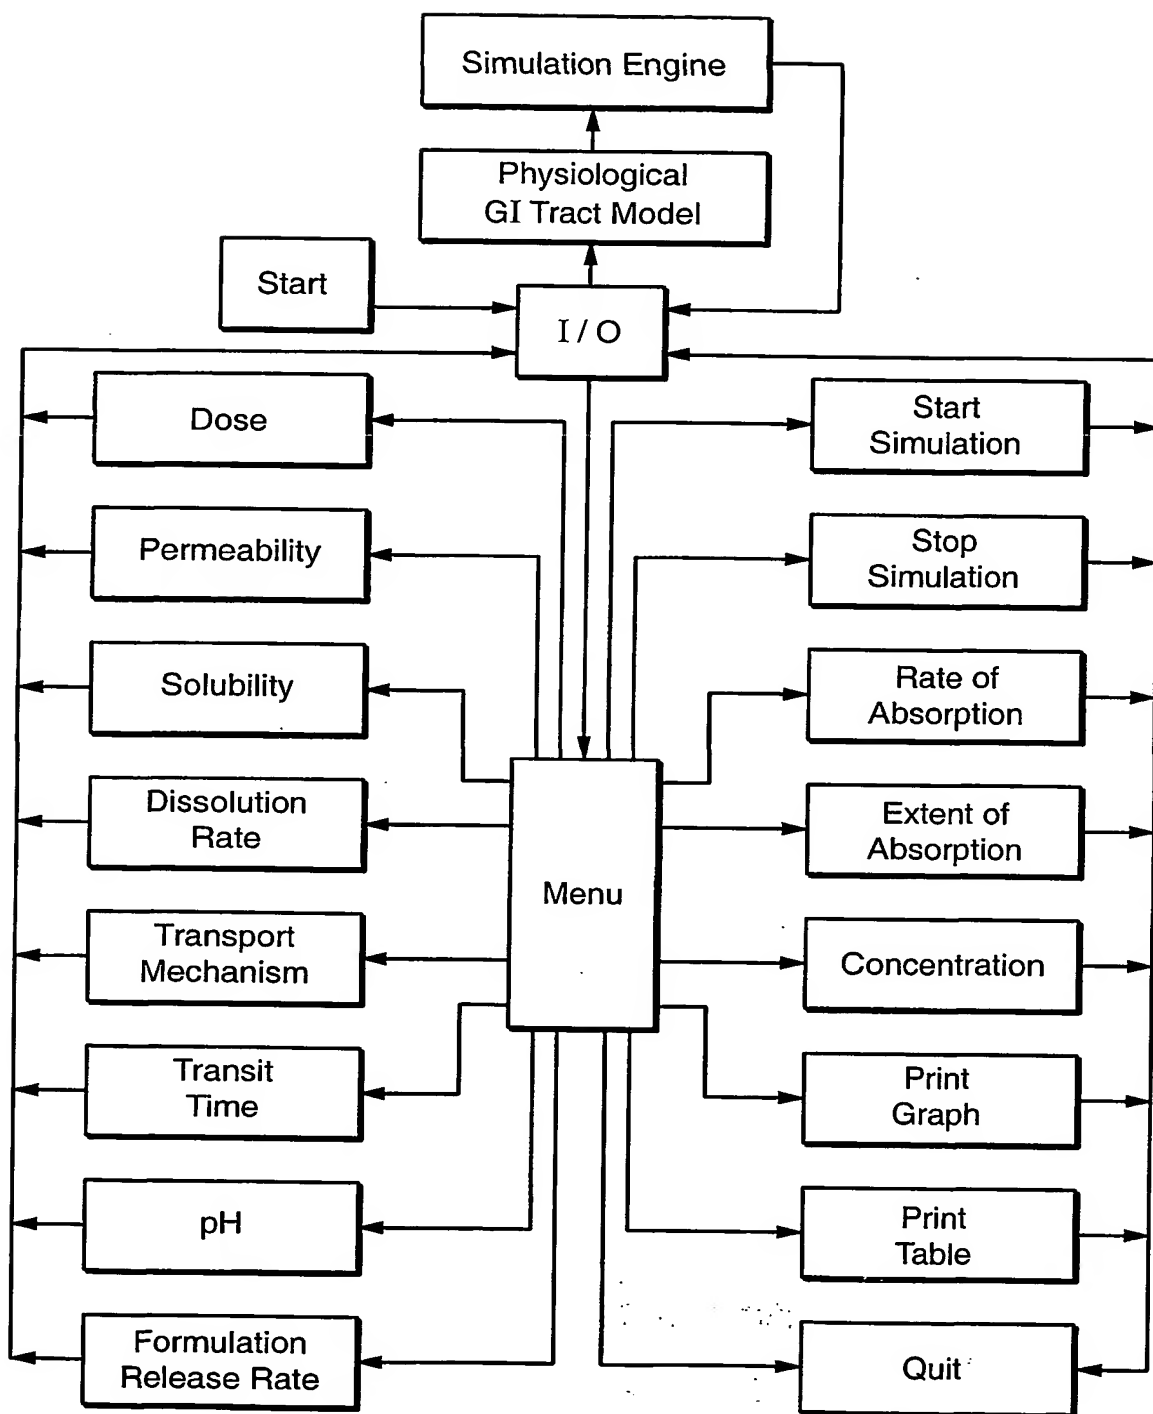 Simulation Engine
Physiological
GI Tract Model
Start
I / O
Dose
Permeability
Solubility
Dissolution
Rate
Transport
Mechanism
Transit
Time
pH
Formulation
Release Rate
Menu
Start
Simulation
Stop
Simulation
Rate of
Absorption
Extent of
Absorption
Concentration
Print
Graph
Print
Table
Quit